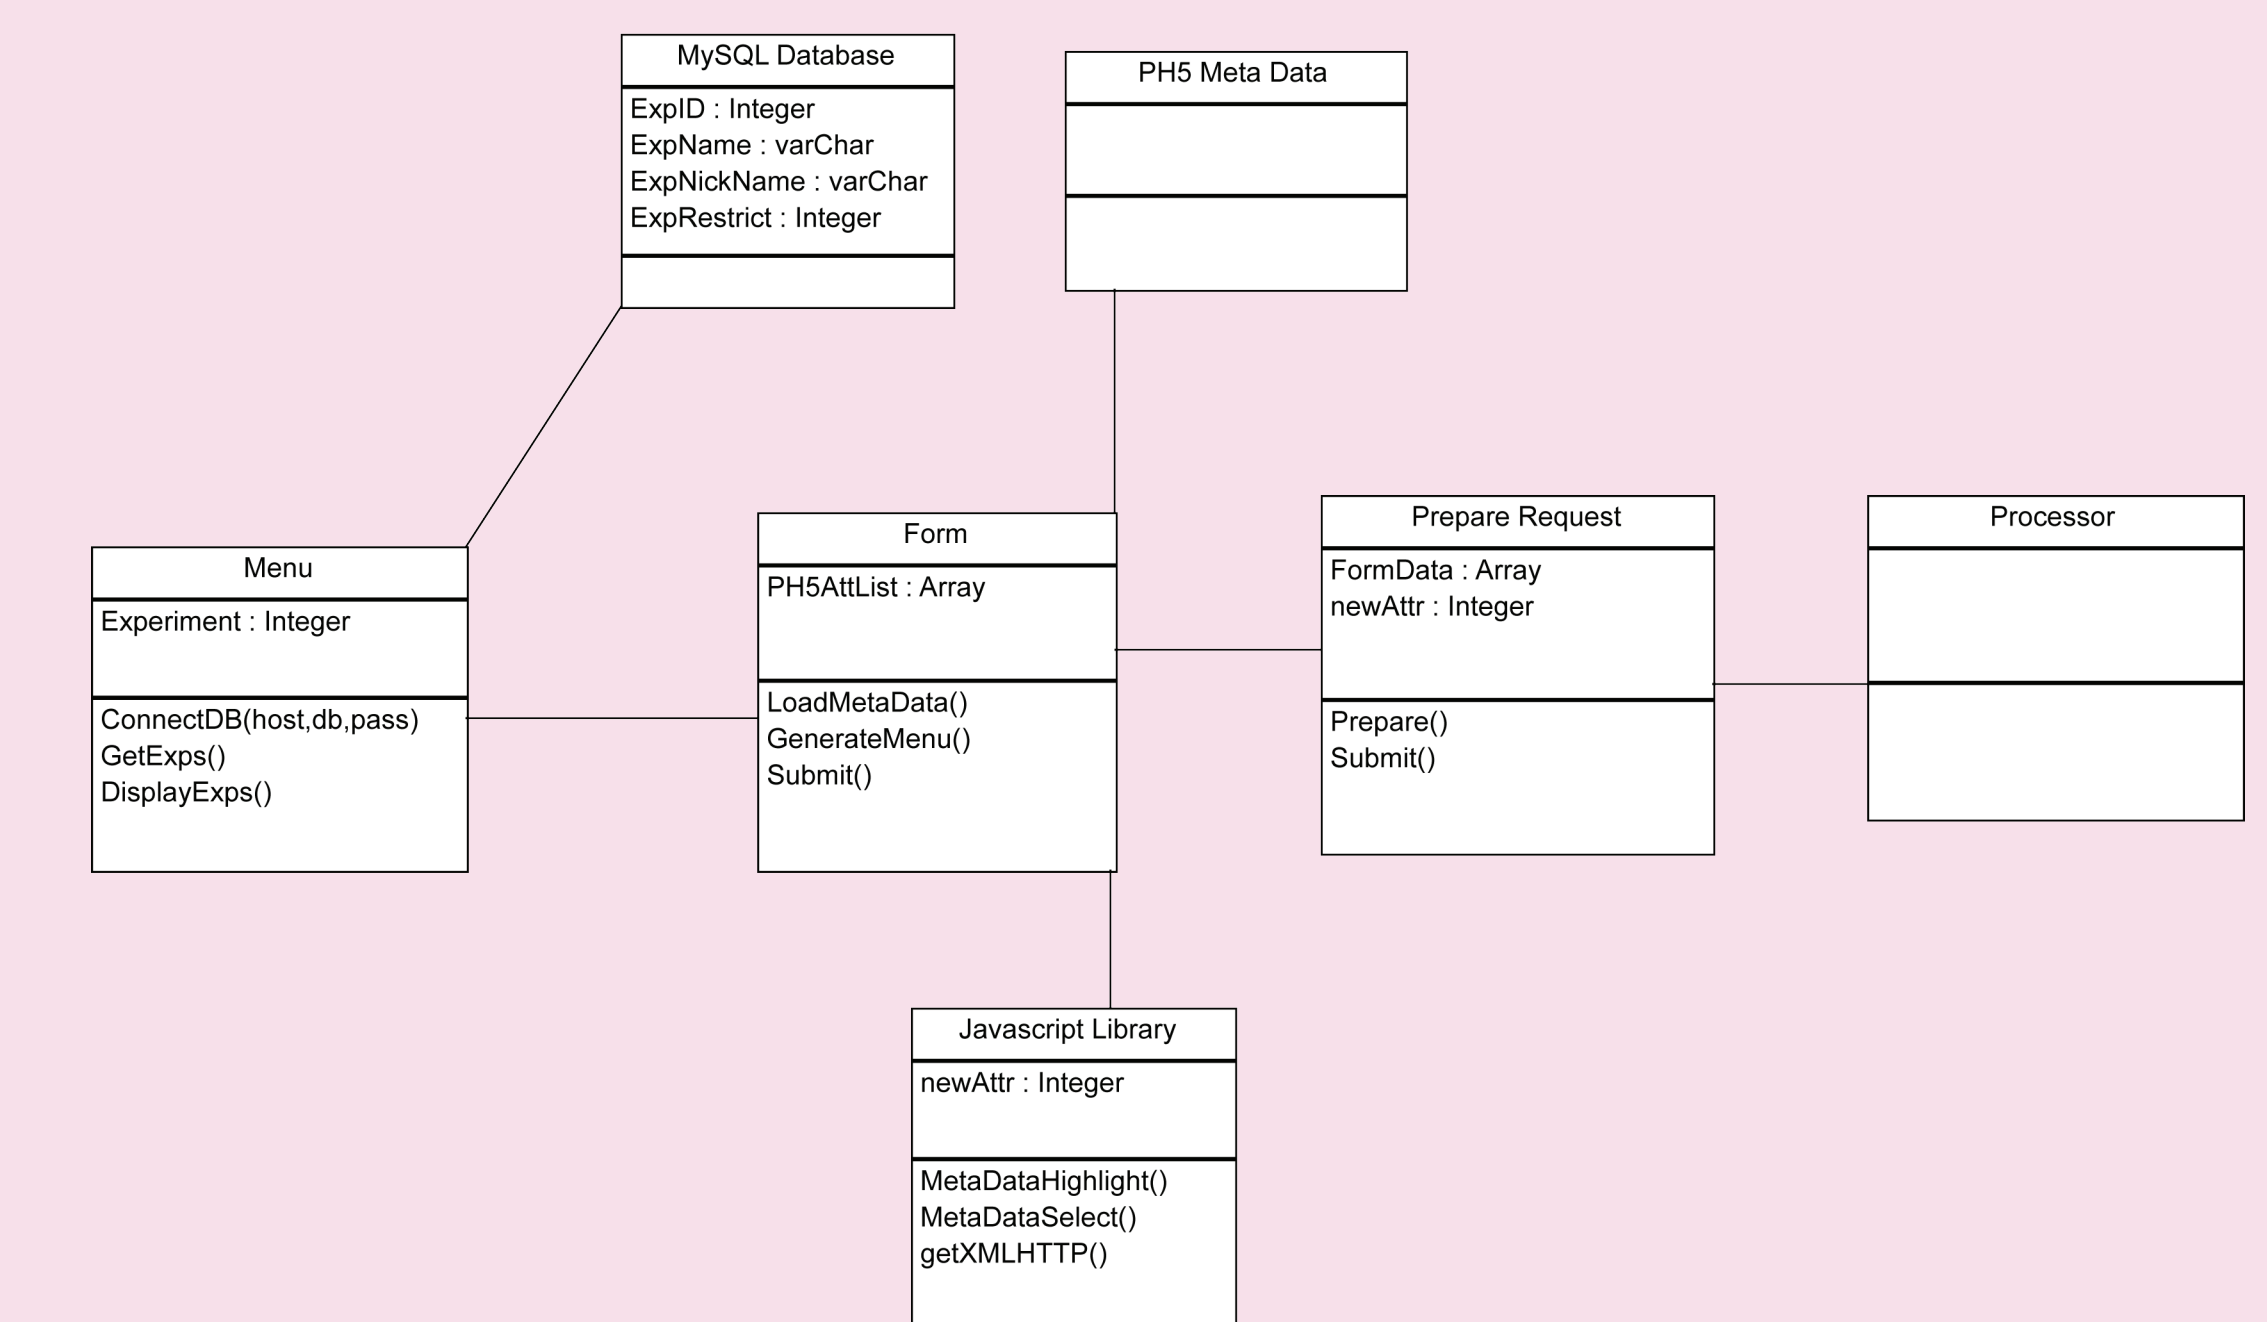 MySQL Database
ExpID : Integer
ExpName : varChar
ExpNickName : varChar
ExpRestrict : Integer
PH5 Meta Data
Menu
Experiment : Integer
ConnectDB(host,db,pass)
GetExps()
DisplayExps()
Form
PH5AttList : Array
LoadMetaData()
GenerateMenu()
Submit()
Prepare Request
FormData : Array
newAttr : Integer
Prepare()
Submit()
Processor
Javascript Library
newAttr : Integer
MetaDataHighlight()
MetaDataSelect()
getXMLHTTP()